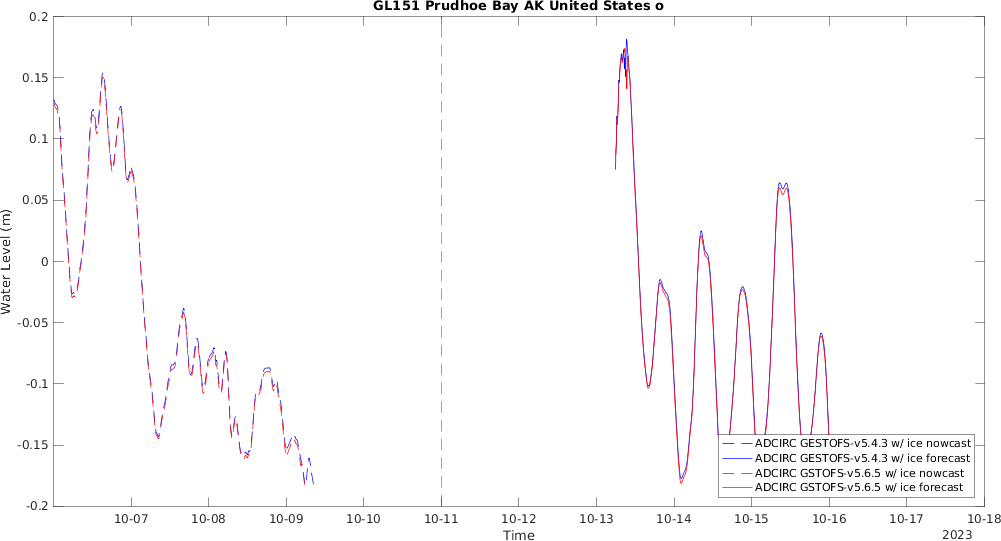 GL151 Prudhoe Bay AK United States o
0.2
0.15
0.1
0.05
0
-0.05
-0.1
-0.15
-0.2
Water Level (m)
10-07 10-08 10-09 10-10 10-11 10-12 10-13 10-14 10-15 10-16 10-17 10-18
Time
2023
ADCIRC GESTOFS-v5.4.3 w/ ice nowcast
ADCIRC GESTOFS-v5.4.3 w/ ice forecast
ADCIRC GSTOFS-v5.6.5 w/ ice nowcast
ADCIRC GSTOFS-v5.6.5 w/ ice forecast